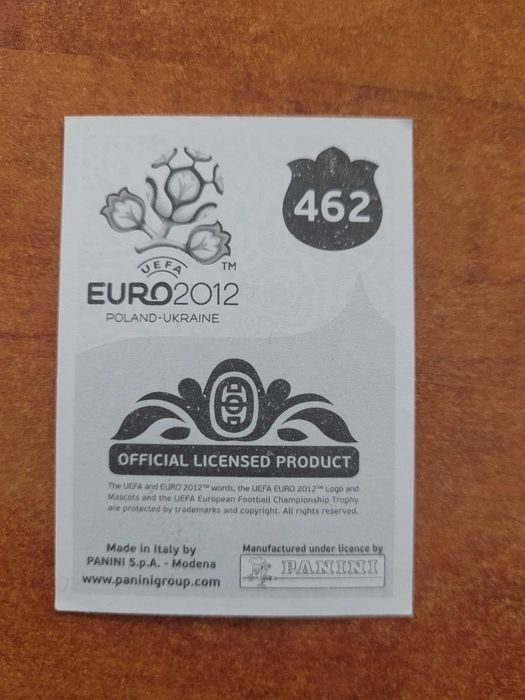 462
UEFA TM
EURO2012
POLAND-UKRAINE
OFFICIAL LICENSED PRODUCT
The UEFA and EURO 2012™ words, the UEFA EURO 2012™ Logo and
Mascots and the UEFA European Football Championship Trophy
are protected by trademarks and copyright. All rights reserved.
Made in Italy by
PANINI S.p.A. - Modena
www.paninigroup.com
Manufactured under licence by
PANINI